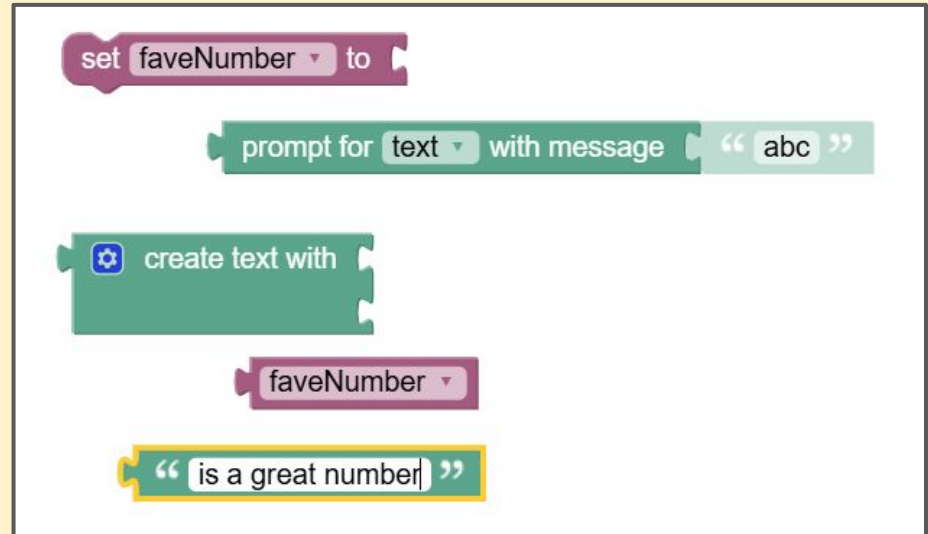 set faveNumber to
prompt for text with message “ abc ”
create text with
faveNumber
“ is a great number ”